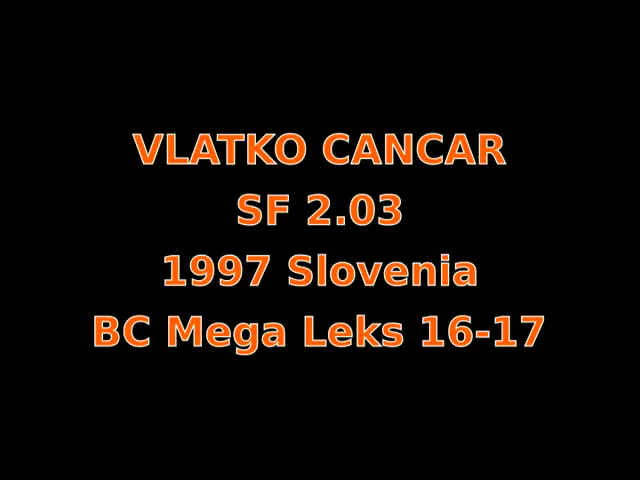 VLATKO CANCAR
SF 2.03
1997 Slovenia
BC Mega Leks 16-17